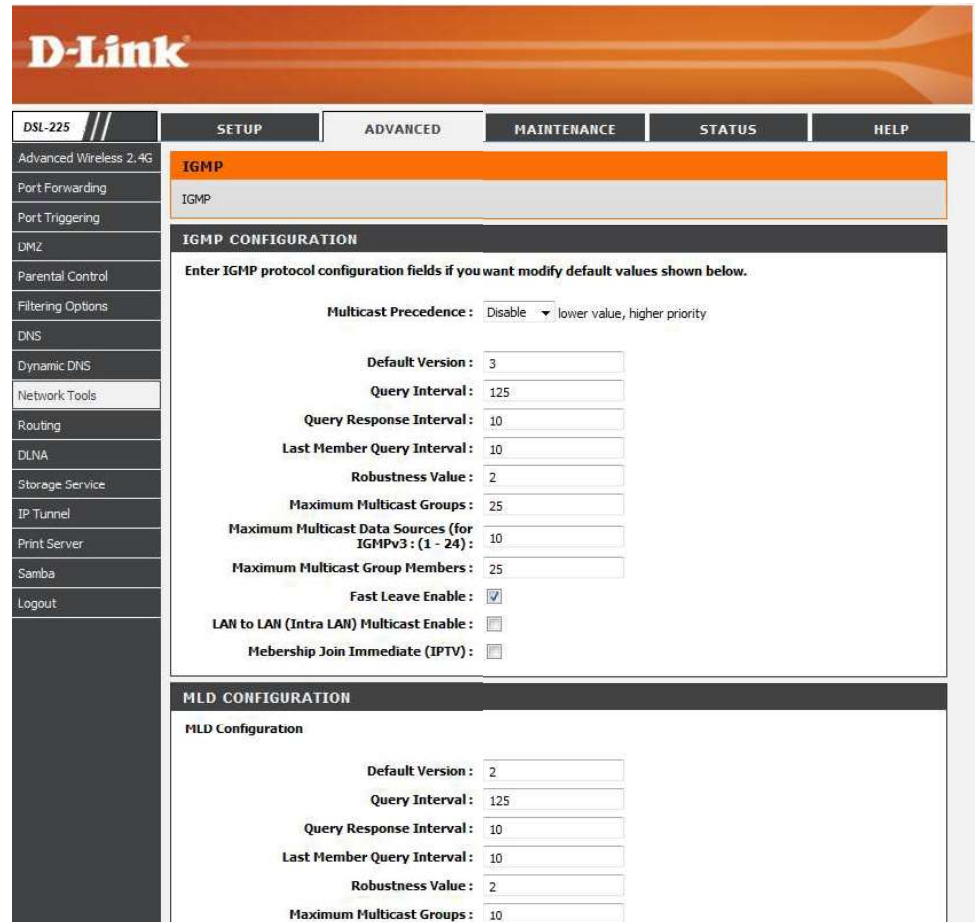 D-Link
DSL-225
SETUP
ADVANCED
MAINTENANCE
STATUS
HELP
Advanced Wireless 2.4G
Port Forwarding
Port Triggering
DMZ
Parental Control
Filtering Options
DNS
Dynamic DNS
Network Tools
Routing
DLNA
Storage Service
IP Tunnel
Print Server
Samba
Logout
IGMP
IGMP
IGMP CONFIGURATION
Enter IGMP protocol configuration fields if you want modify default values shown below.
Multicast Precedence : Disable lower value, higher priority
Default Version : 3
Query Interval : 125
Query Response Interval : 10
Last Member Query Interval : 10
Robustness Value : 2
Maximum Multicast Groups : 25
Maximum Multicast Data Sources (for
IGMPv3 : (1 - 24) : 10
Maximum Multicast Group Members : 25
Fast Leave Enable :
LAN to LAN (Intra LAN) Multicast Enable :
Mebership Join Immediate (IPTV) :
MLD CONFIGURATION
MLD Configuration
Default Version : 2
Query Interval : 125
Query Response Interval : 10
Last Member Query Interval : 10
Robustness Value : 2
Maximum Multicast Groups : 10